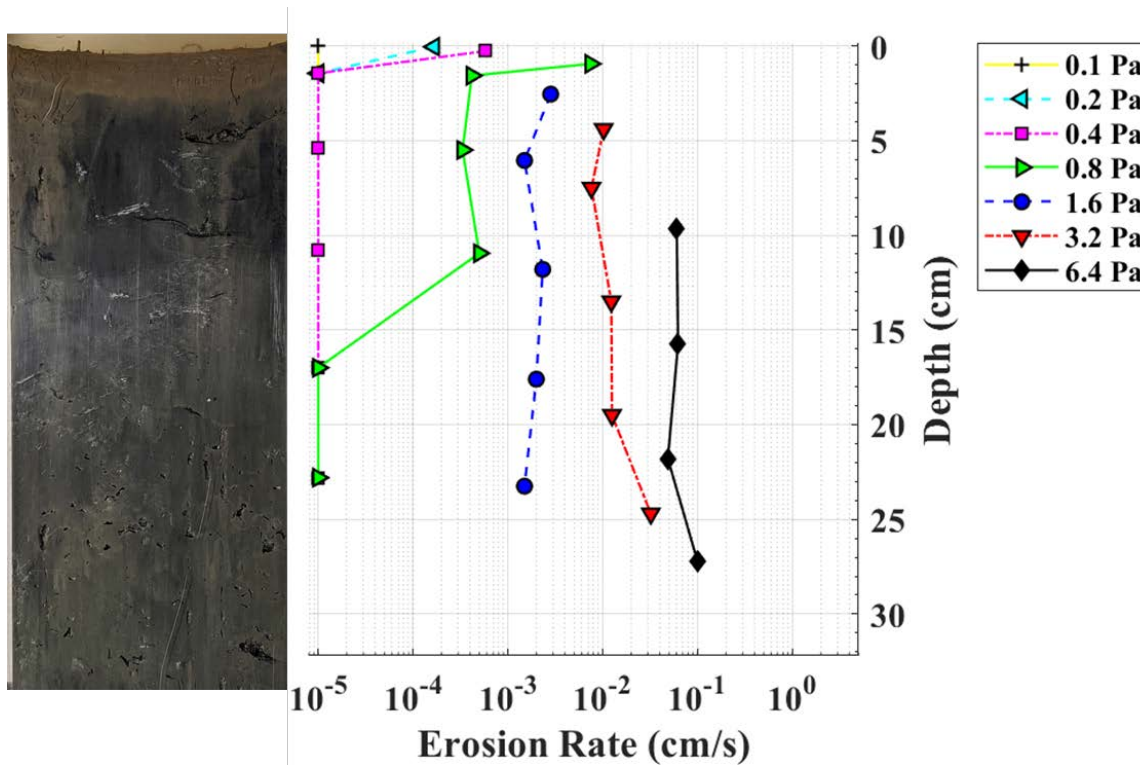 0
5
10
15
20
25
30
Depth (cm)
10-5 10-4 10-3 10-2 10-1 100
Erosion Rate (cm/s)
0.1 Pa
0.2 Pa
0.4 Pa
0.8 Pa
1.6 Pa
3.2 Pa
6.4 Pa